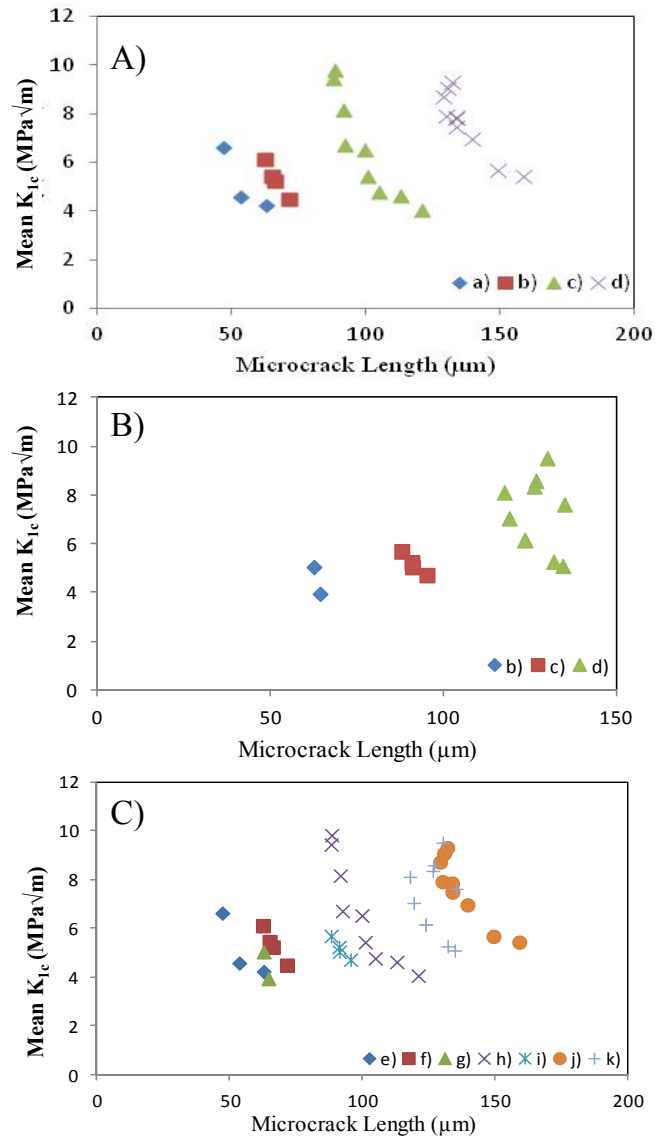 A)
12
10
8
6
4
2
0
Mean K1c (MPa√m)
0 50 100 150 200
Microcrack Length (µm)
a) b) c) d)
B)
12
10
8
6
4
2
0
Mean K1c (MPa√m)
0 50 100 150
Microcrack Length (µm)
b) c) d)
C)
12
10
8
6
4
2
0
Mean K1c (MPa√m)
0 50 100 150 200
Microcrack Length (µm)
e) f) g) h) i) j) k)